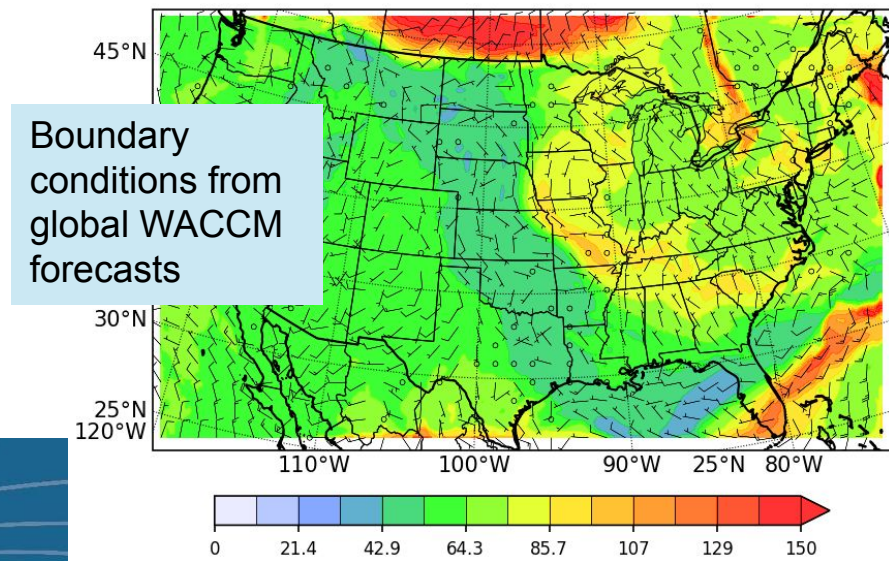 45°N
Boundary
conditions from
global WACCM
forecasts
30°N
25°N
120°W
110°W 100°W 90°W 25°N 80°W
0 21.4 42.9 64.3 85.7 107 129 150